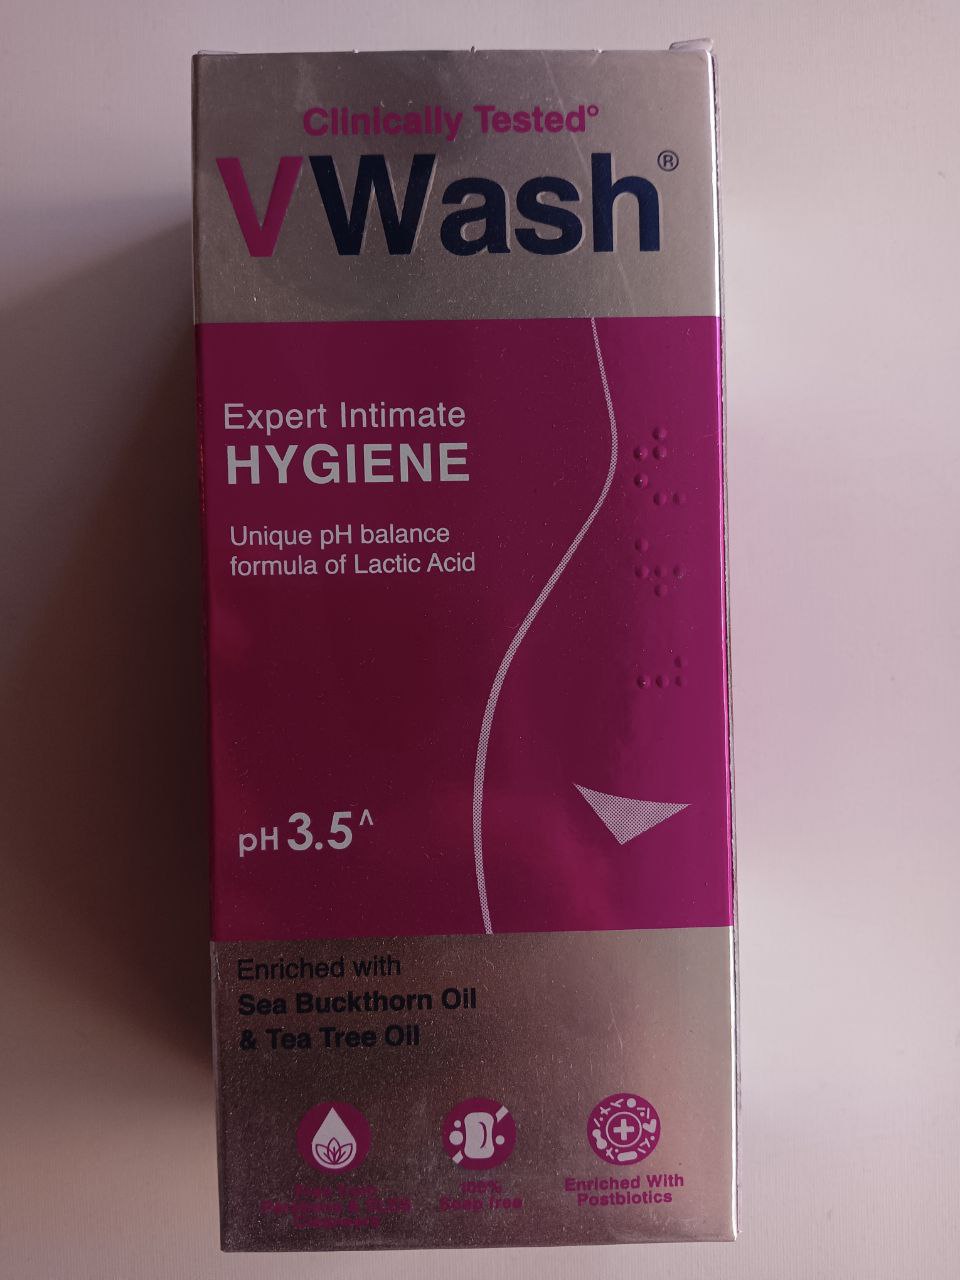 Clinically Tested°
VWash®
Expert Intimate
HYGIENE
Unique pH balance
formula of Lactic Acid
pH 3.5^
Enriched with
Sea Buckthorn Oil
& Tea Tree Oil
100%
Soap free
Enriched With
Postbiotics